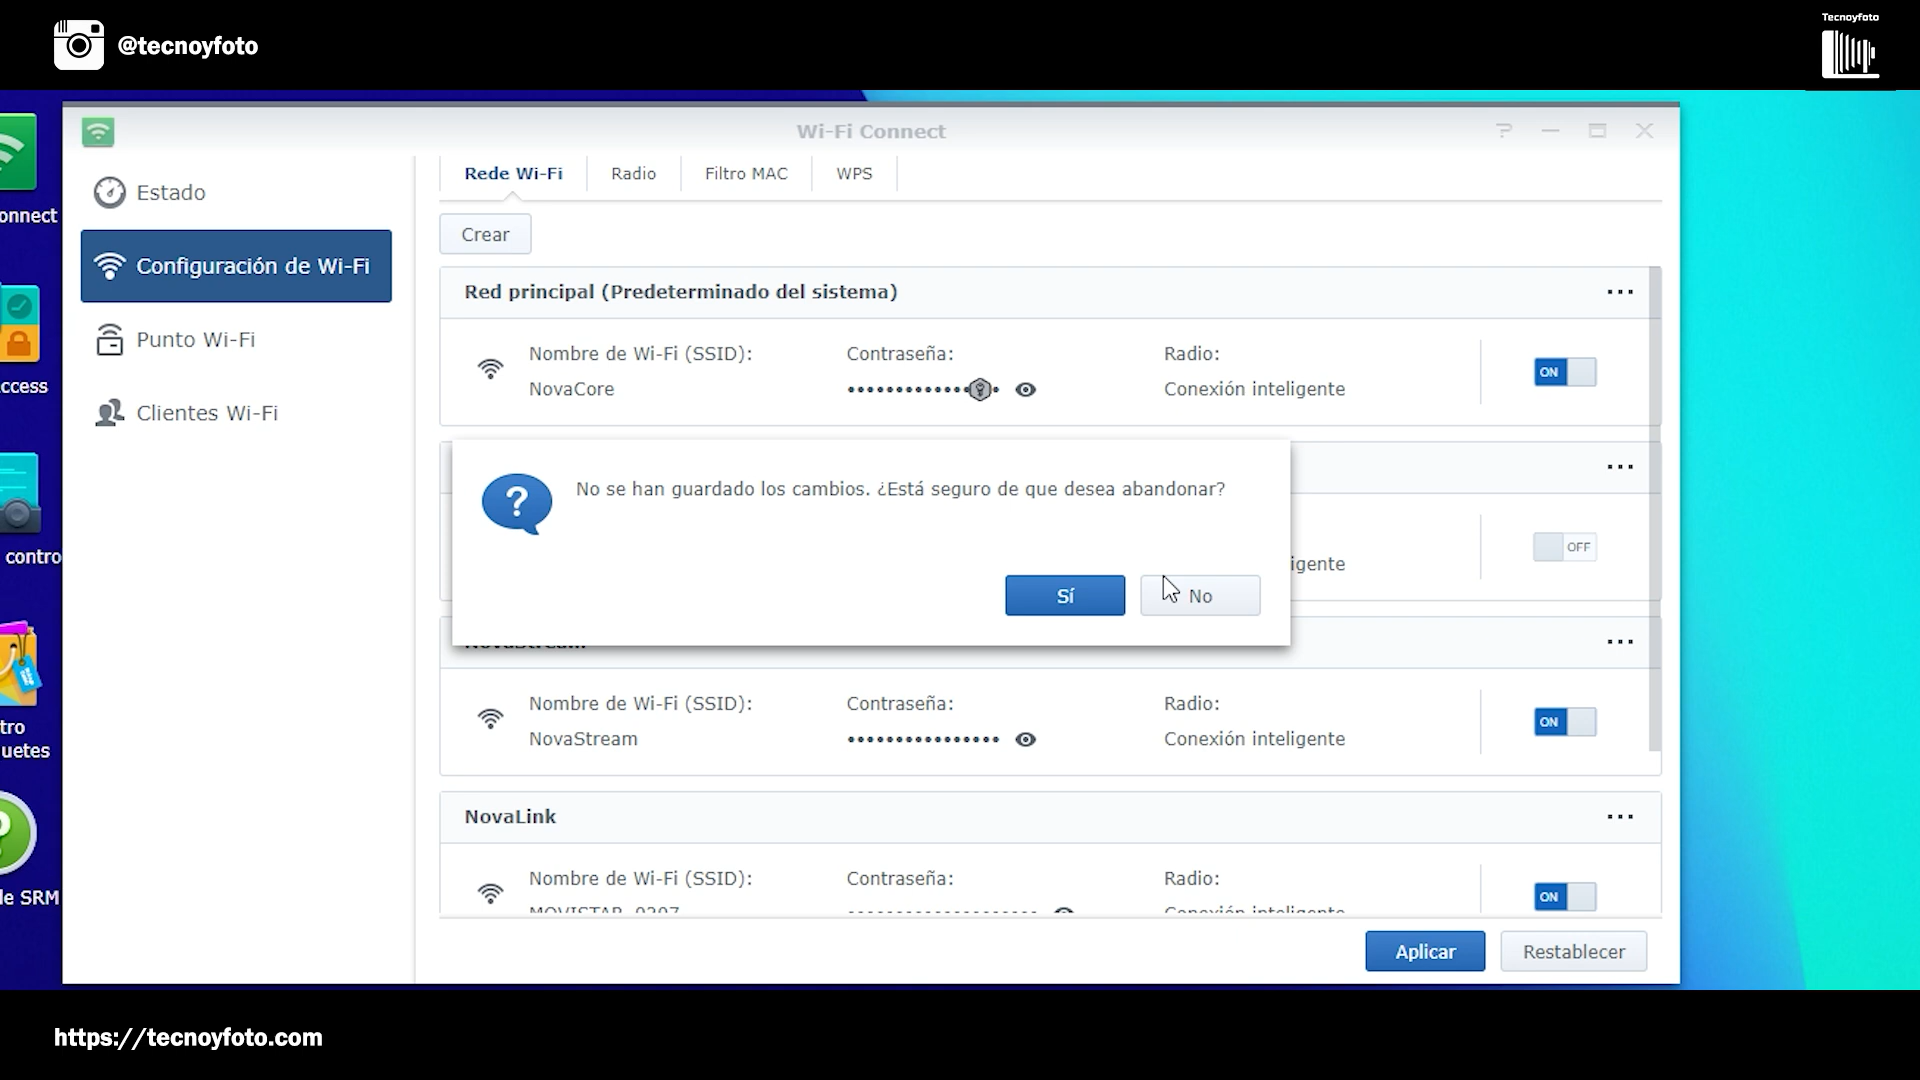 @tecnoyfoto
Tecnoyfoto
Wi-Fi Connect
onnect
ccess
contro
tro
uetes
le SRM
Estado
Configuración de Wi-Fi
Punto Wi-Fi
Clientes Wi-Fi
Rede Wi-Fi
Radio
Filtro MAC
WPS
Crear
Red principal (Predeterminado del sistema)
Nombre de Wi-Fi (SSID): Contraseña: Radio:
NovaCore Conexión inteligente
ON
No se han guardado los cambios. ¿Está seguro de que desea abandonar?
Sí No
igente
OFF
NovaStream
Nombre de Wi-Fi (SSID): Contraseña: Radio:
NovaStream Conexión inteligente
ON
NovaLink
Nombre de Wi-Fi (SSID): Contraseña: Radio:
MOVISTAR_0207 Conexión inteligente
ON
Aplicar Restablecer
https://tecnoyfoto.com